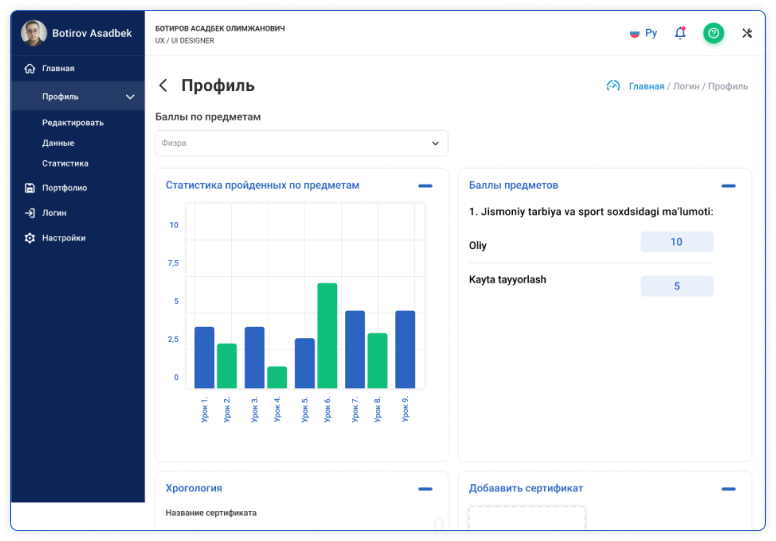 Botirov Asadbek
Главная
Профиль
Редактировать
Данные
Статистика
Портфолио
Логин
Настройки
БОТИРОВ АСАДБЕК ОЛИМЖАНОВИЧ
UX / UI DESIGNER
Ру
Профиль
Главная / Логин / Профиль
Баллы по предметам
Физра
Статистика пройденных по предметам
10
7,5
5
2,5
0
Урок 1.
Урок 2.
Урок 3.
Урок 4.
Урок 5.
Урок 6.
Урок 7.
Урок 8.
Урок 9.
Баллы предметов
1. Jismoniy tarbiya va sport soxdsidagi ma'lumoti:
Oliy 10
Kayta tayyorlash 5
Хрогология
Название сертификата
Добаавить сертификат